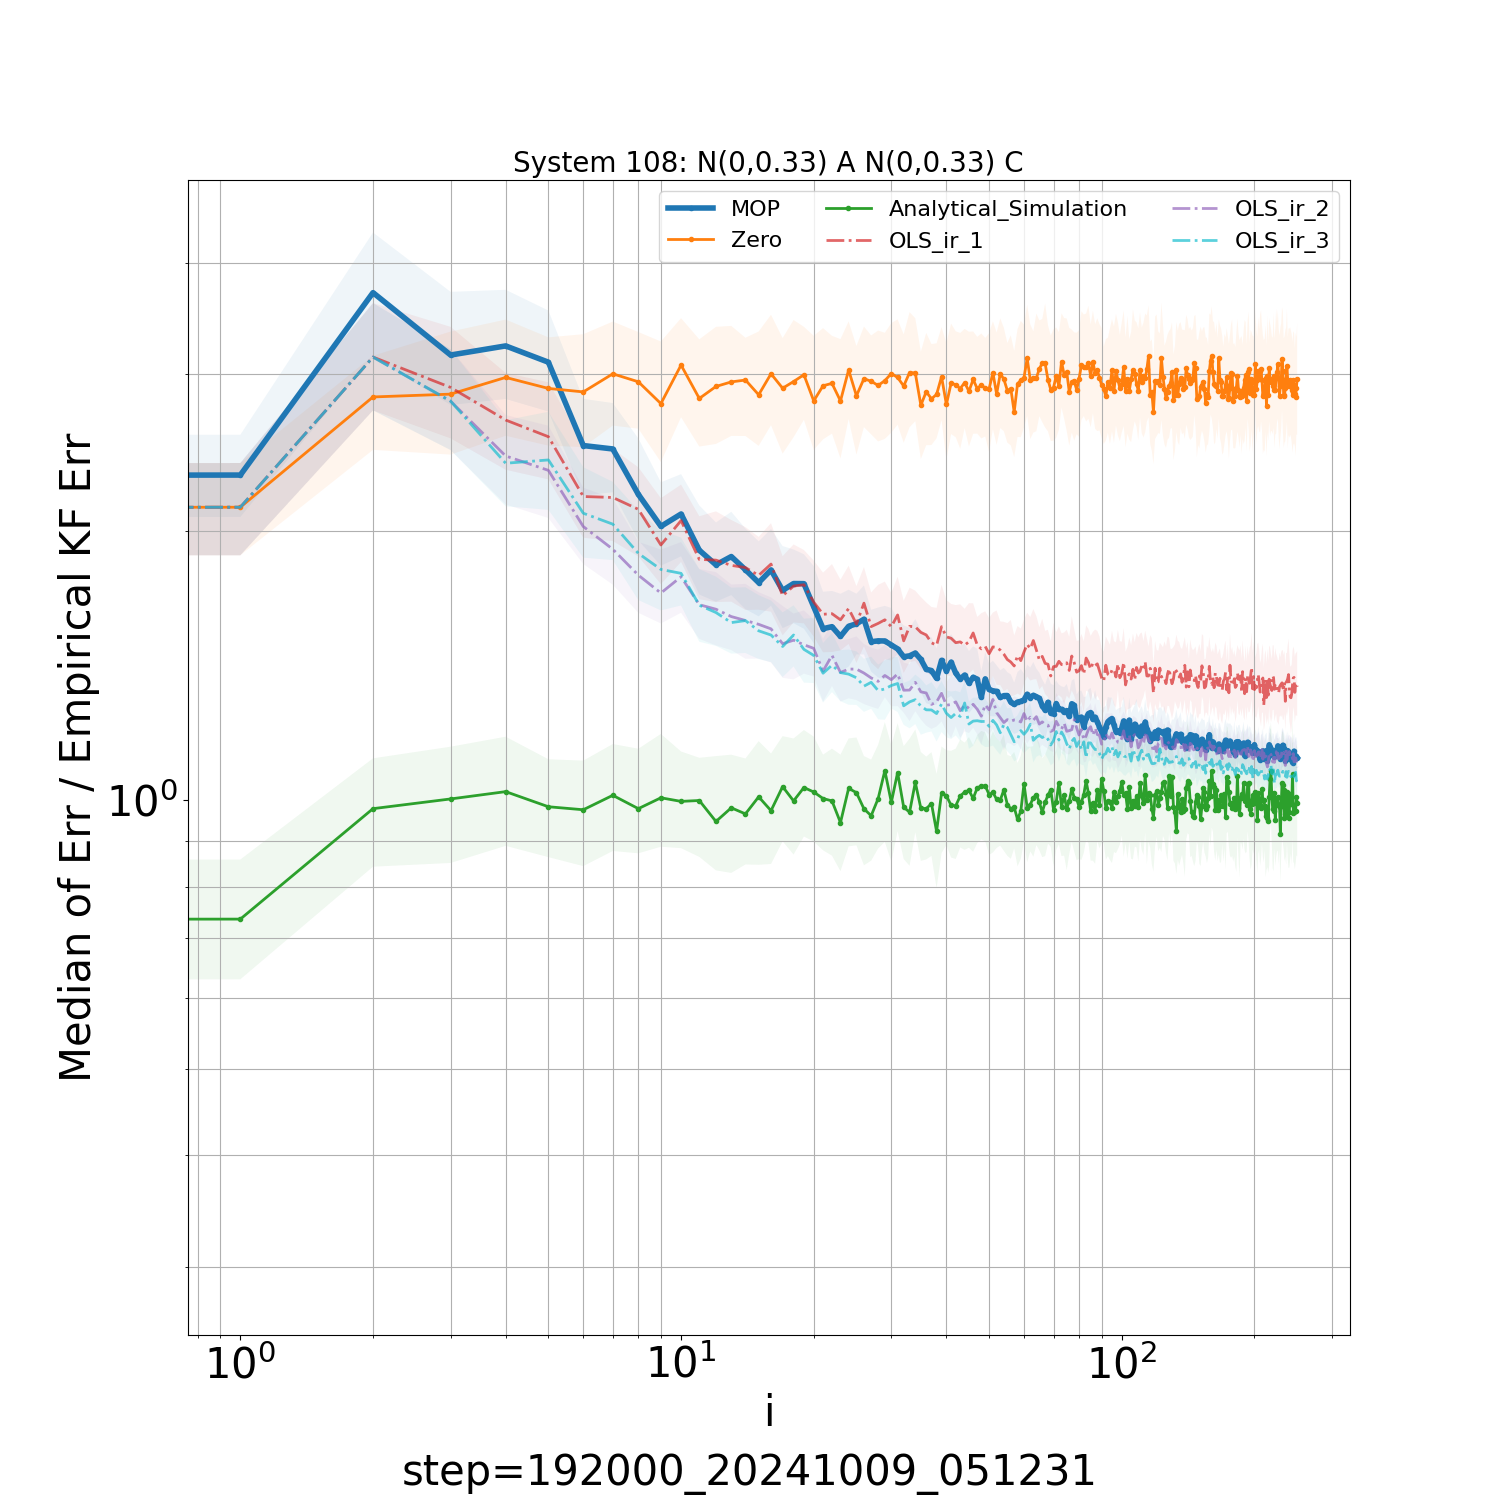 System 108: N(0,0.33) A N(0,0.33) C
MOP
Zero
Analytical_Simulation
OLS_ir_1
OLS_ir_2
OLS_ir_3
Median of Err / Empirical KF Err
10⁰
10⁰ 10¹ 10²
i
step=192000_20241009_051231